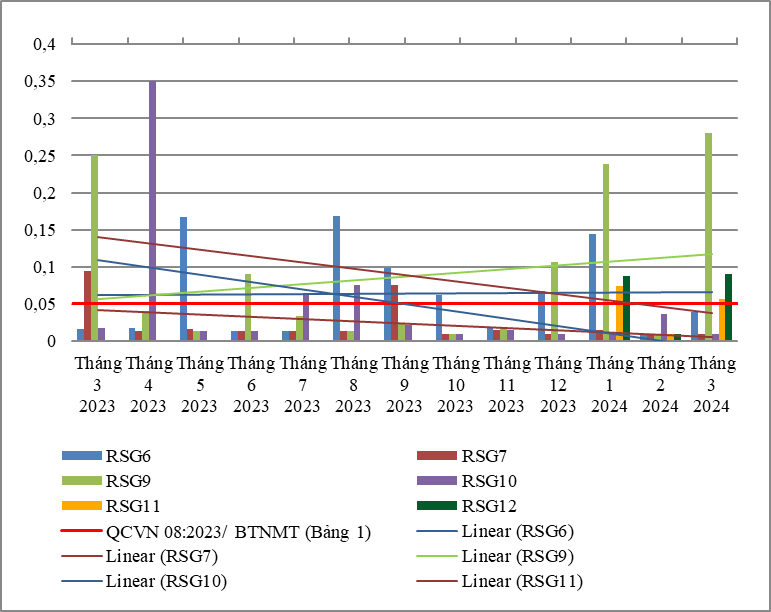 0,4
0,35
0,3
0,25
0,2
0,15
0,1
0,05
0
Tháng Tháng Tháng Tháng Tháng Tháng Tháng Tháng Tháng Tháng Tháng Tháng Tháng
3 4 5 6 7 8 9 10 11 12 1 2 3
2023 2023 2023 2023 2023 2023 2023 2023 2023 2023 2024 2024 2024
RSG6 RSG7
RSG9 RSG10
RSG11 RSG12
QCVN 08:2023/ BTNMT (Bảng 1) Linear (RSG6)
Linear (RSG7) Linear (RSG9)
Linear (RSG10) Linear (RSG11)